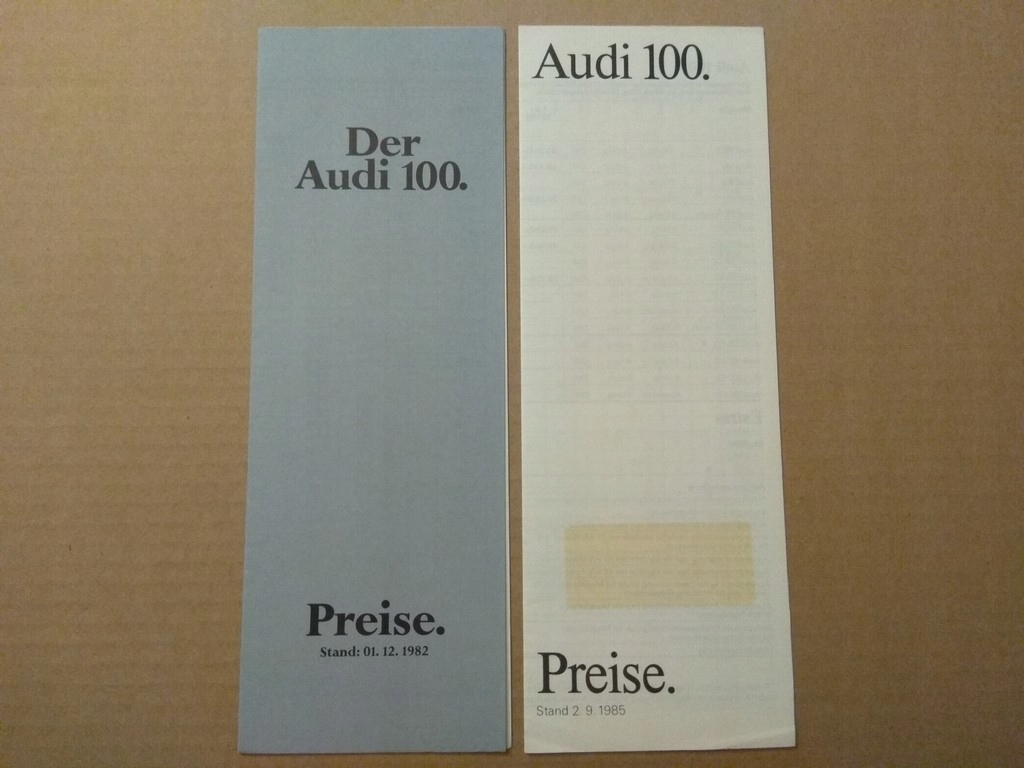 Der
Audi 100.
Preise.
Stand: 01. 12. 1982
Audi 100.
Preise.
Stand 2. 9. 1985